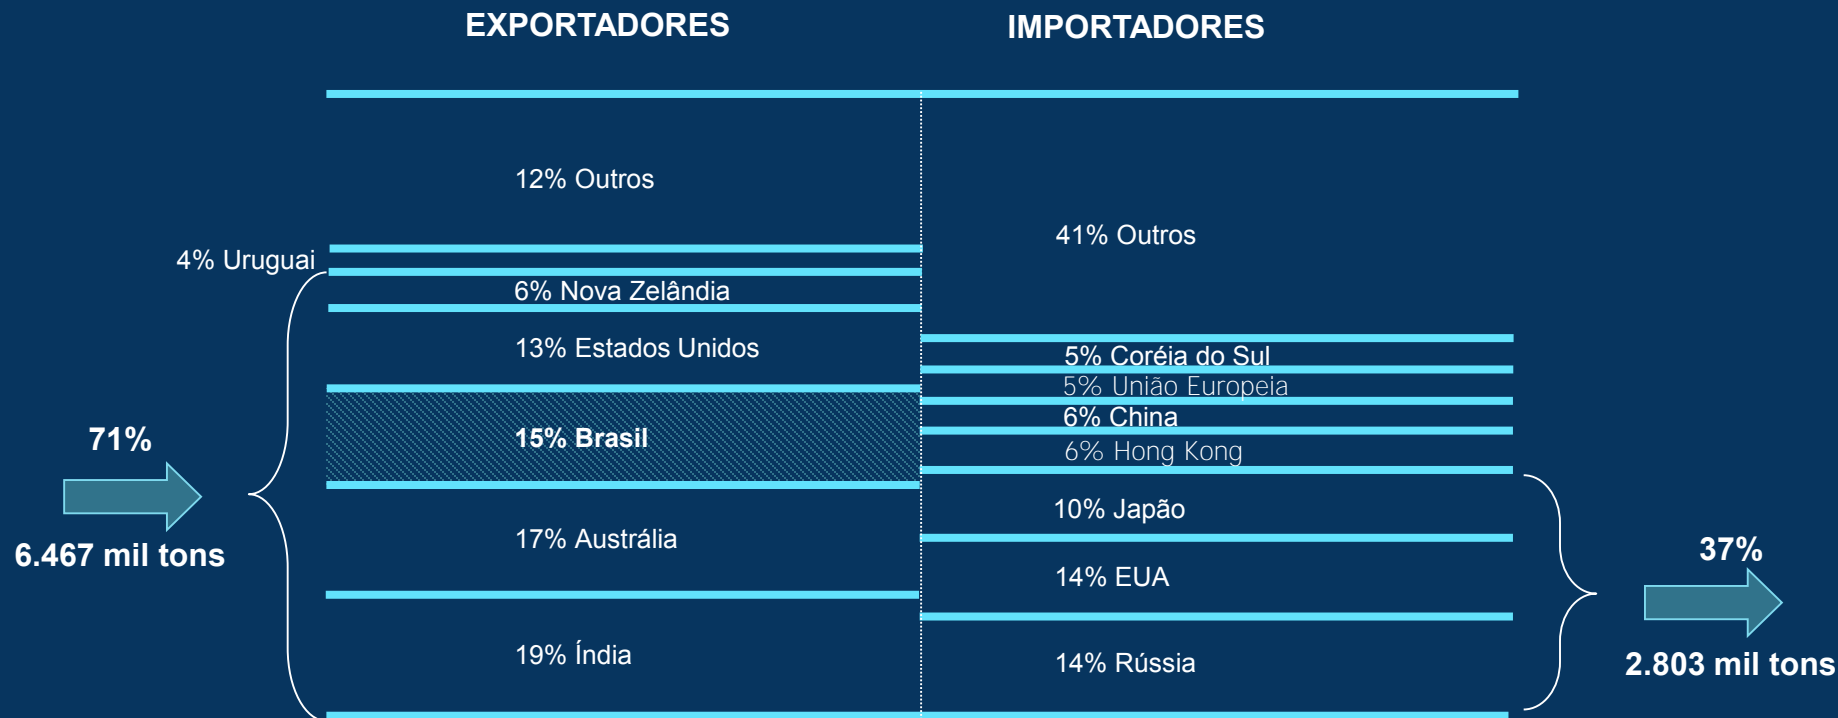 EXPORTADORES
IMPORTADORES
12% Outros
4% Uruguai
6% Nova Zelândia
13% Estados Unidos
15% Brasil
17% Austrália
19% Índia
71%
6.467 mil tons
41% Outros
5% Coréia do Sul
5% União Europeia
6% China
6% Hong Kong
10% Japão
14% EUA
14% Rússia
37%
2.803 mil tons